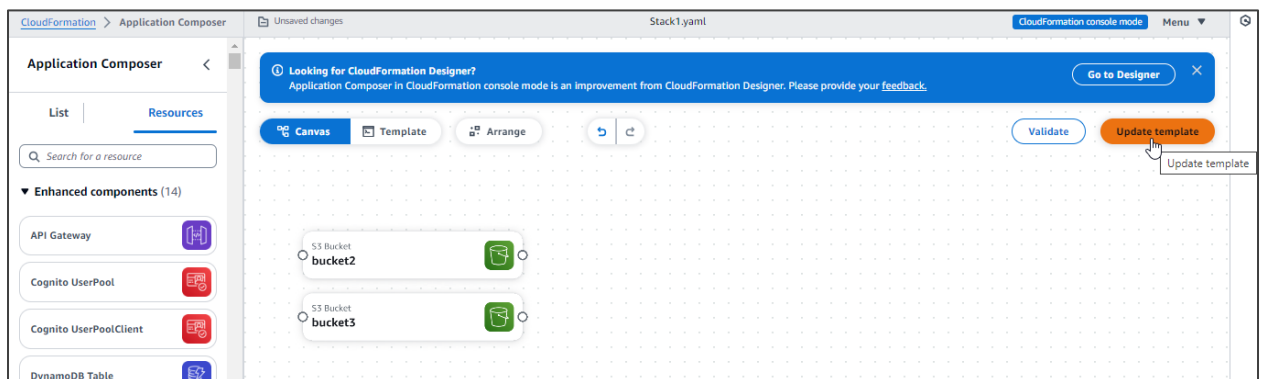 CloudFormation > Application Composer
Unsaved changes
Stack1.yaml
CloudFormation console mode
Menu ▼
Application Composer
List
Resources
Search for a resource
▼ Enhanced components (14)
API Gateway
Cognito UserPool
Cognito UserPoolClient
DynamoDB Table
Looking for CloudFormation Designer?
Application Composer in CloudFormation console mode is an improvement from CloudFormation Designer. Please provide your feedback.
Go to Designer
Canvas
Template
Arrange
Validate
Update template
Update template
S3 Bucket
bucket2
S3 Bucket
bucket3